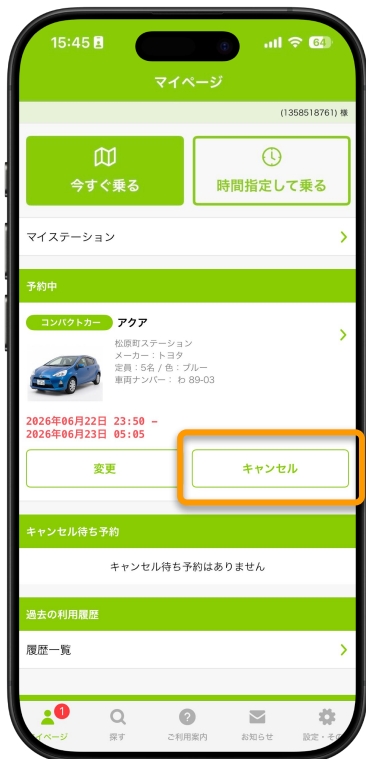 15:45
64
マイページ
(1358518761) 様
今すぐ乗る
時間指定して乗る
マイステーション
予約中
コンパクトカー アクア
松原町ステーション
メーカー：トヨタ
定員：5名 / 色：ブルー
車両ナンバー： わ 89-03
2026年06月22日 23:50 –
2026年06月23日 05:05
変更
キャンセル
キャンセル待ち予約
キャンセル待ち予約はありません
過去の利用履歴
履歴一覧
1
マイページ
探す
ご利用案内
お知らせ
設定・その